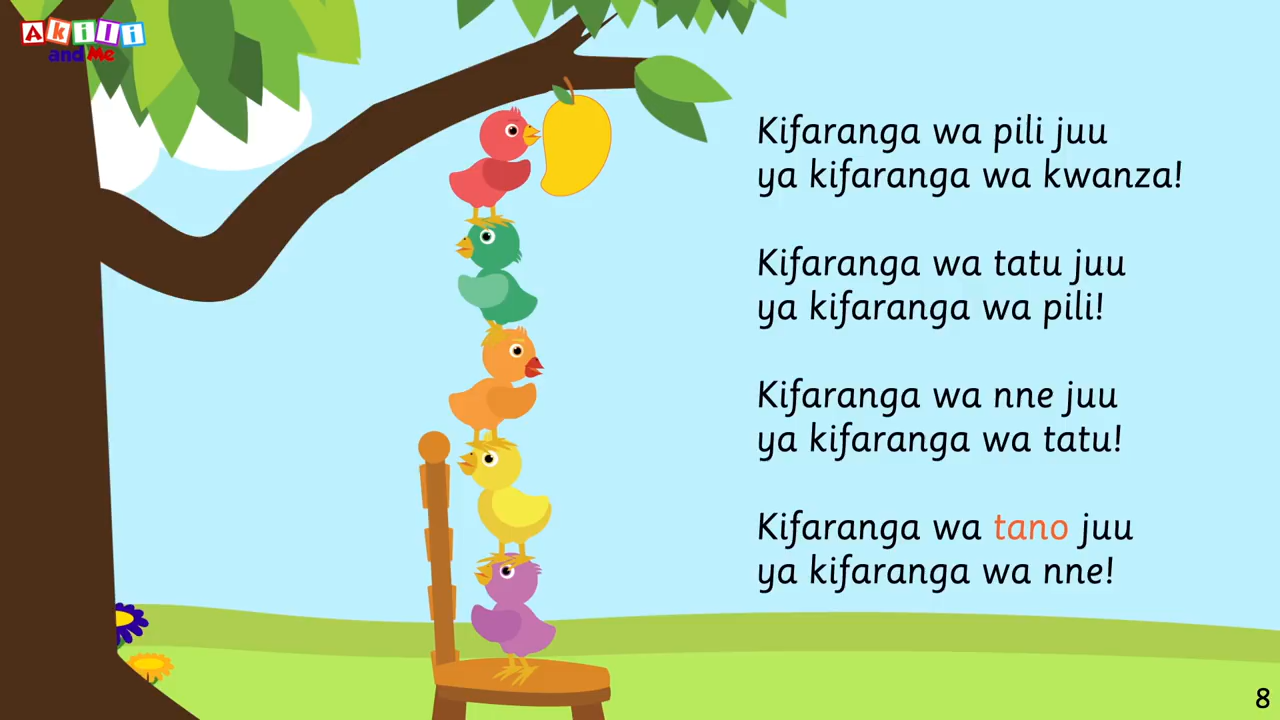 Akili
and Me
Kifaranga wa pili juu
ya kifaranga wa kwanza!
Kifaranga wa tatu juu
ya kifaranga wa pili!
Kifaranga wa nne juu
ya kifaranga wa tatu!
Kifaranga wa tano juu
ya kifaranga wa nne!
8